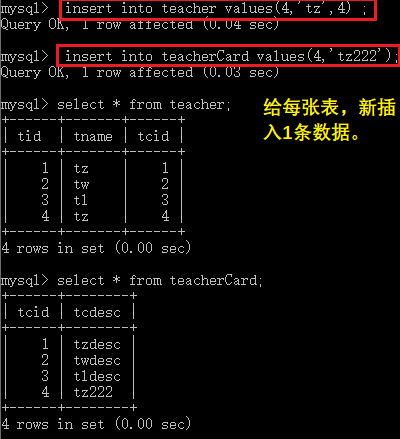 mysql> insert into teacher values(4,'tz',4) ;
Query OK, 1 row affected (0.04 sec)
mysql> insert into teacherCard values(4,'tz222');
Query OK, 1 row affected (0.03 sec)
mysql> select * from teacher;
+------+-------+------+
| tid | tname | tcid |
+------+-------+------+
| 1 | tz | 1 |
| 2 | tw | 2 |
| 3 | tl | 3 |
| 4 | tz | 4 |
+------+-------+------+
4 rows in set (0.00 sec)
给每张表，新插
入1条数据。
mysql> select * from teacherCard;
+------+--------+
| tcid | tcdesc |
+------+--------+
| 1 | tzdesc |
| 2 | twdesc |
| 3 | tldesc |
| 4 | tz222 |
+------+--------+
4 rows in set (0.00 sec)